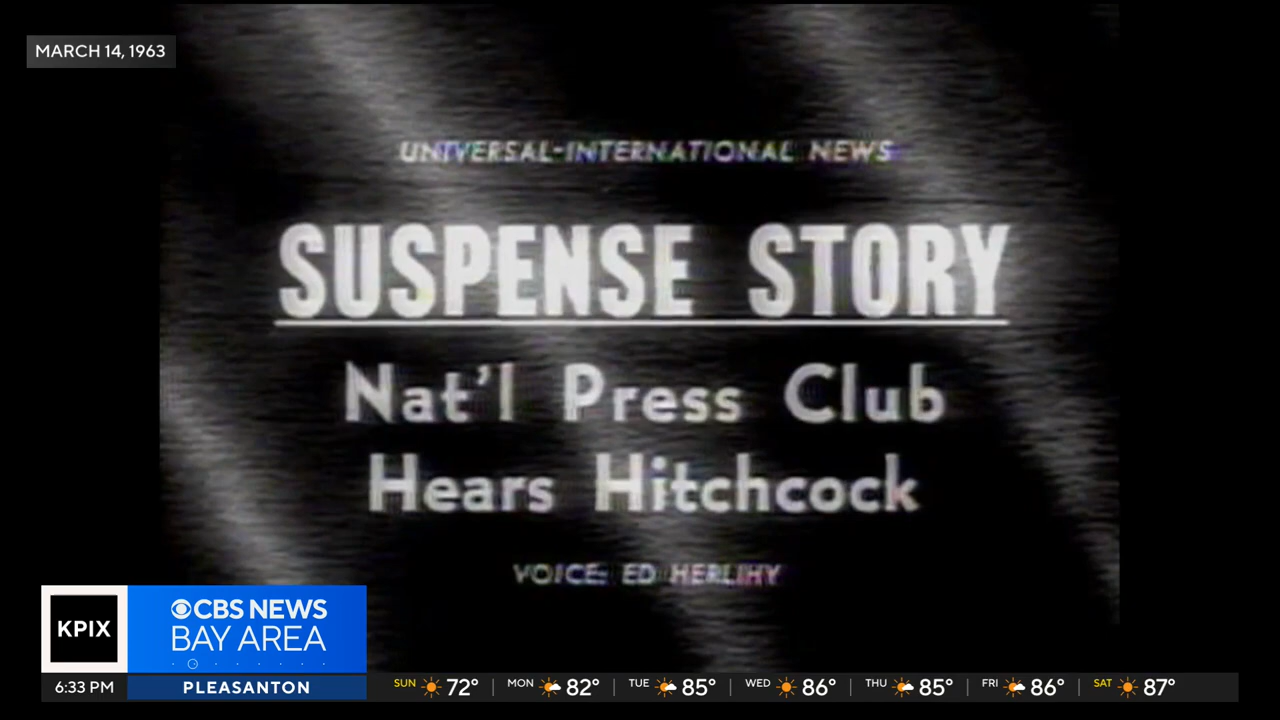 MARCH 14, 1963
UNIVERSAL-INTERNATIONAL NEWS
SUSPENSE STORY
Nat'l Press Club
Hears Hitchcock
VOICE: ED HERLIHY
KPIX
CBS NEWS
BAY AREA
6:33 PM
PLEASANTON
SUN 72° MON 82° TUE 85° WED 86° THU 85° FRI 86° SAT 87°